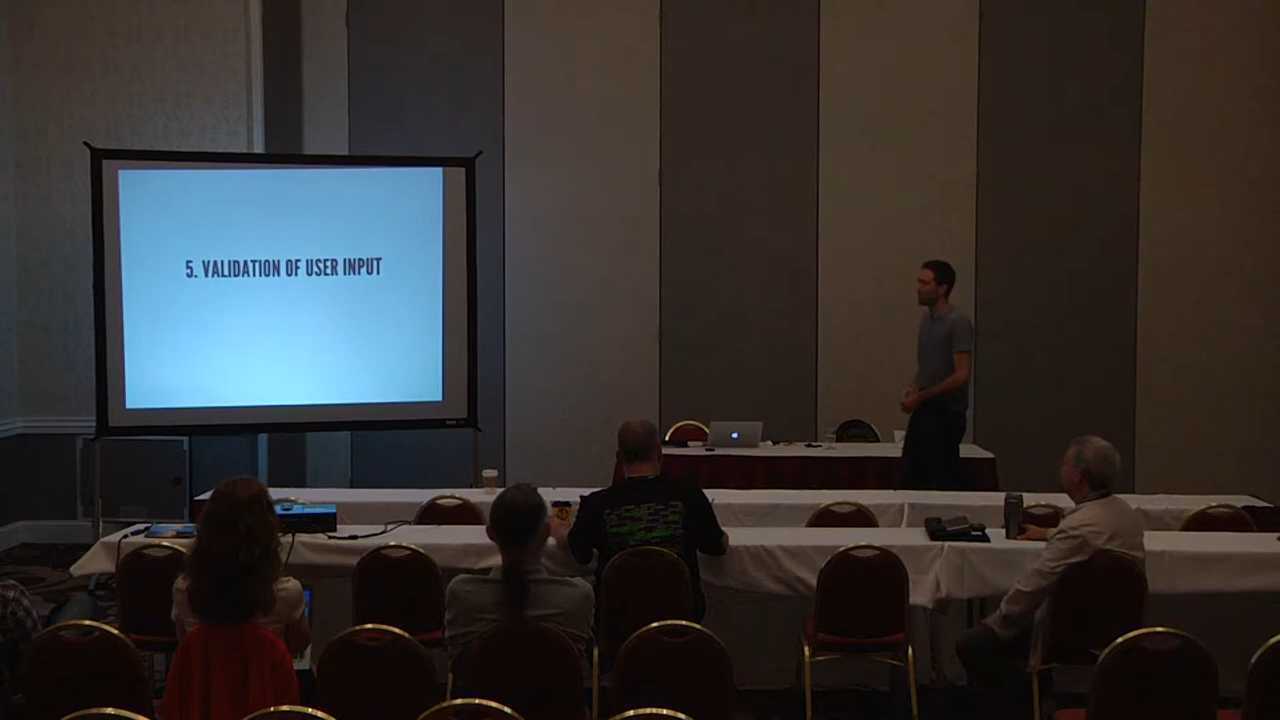 5. VALIDATION OF USER INPUT